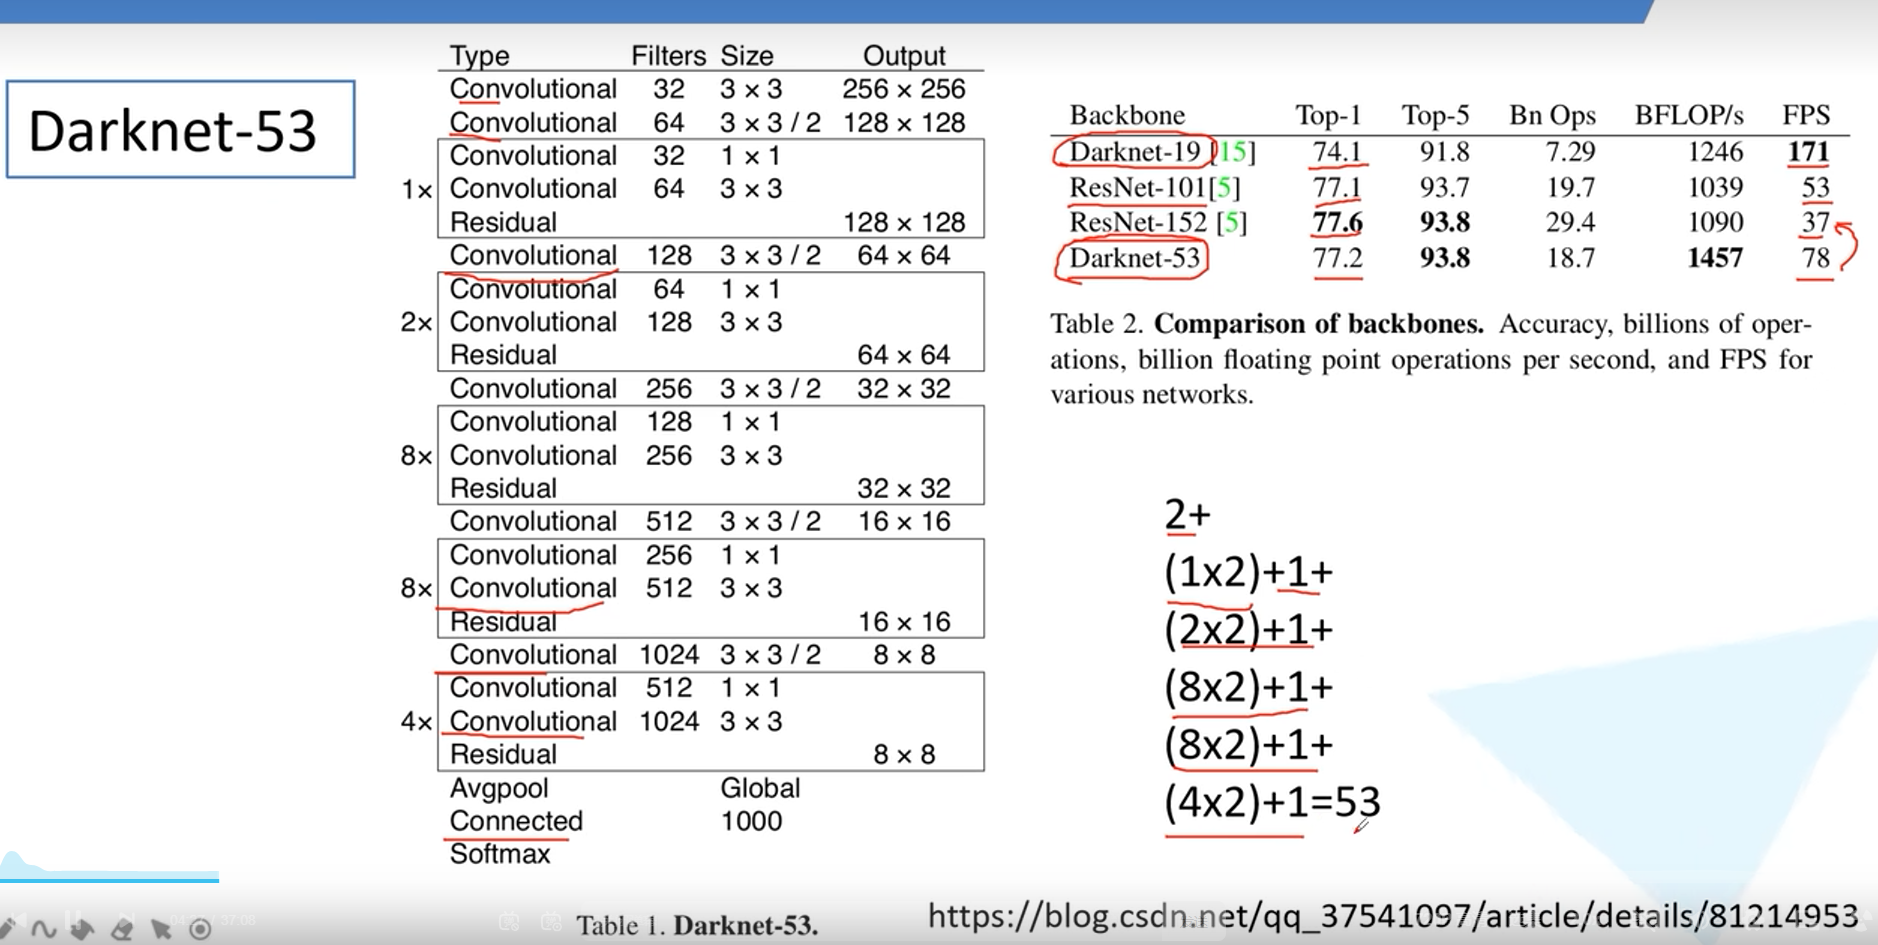 Darknet-53
Type Filters Size Output
Convolutional 32 3 × 3 256 × 256
Convolutional 64 3 × 3 / 2 128 × 128
Convolutional 32 1 × 1
1× Convolutional 64 3 × 3
Residual 128 × 128
Convolutional 128 3 × 3 / 2 64 × 64
Convolutional 64 1 × 1
2× Convolutional 128 3 × 3
Residual 64 × 64
Convolutional 256 3 × 3 / 2 32 × 32
Convolutional 128 1 × 1
8× Convolutional 256 3 × 3
Residual 32 × 32
Convolutional 512 3 × 3 / 2 16 × 16
Convolutional 256 1 × 1
8× Convolutional 512 3 × 3
Residual 16 × 16
Convolutional 1024 3 × 3 / 2 8 × 8
Convolutional 512 1 × 1
4× Convolutional 1024 3 × 3
Residual 8 × 8
Avgpool Global
Connected 1000
Softmax
Table 1. Darknet-53.
Backbone Top-1 Top-5 Bn Ops BFLOP/s FPS
Darknet-19 [15] 74.1 91.8 7.29 1246 171
ResNet-101[5] 77.1 93.7 19.7 1039 53
ResNet-152 [5] 77.6 93.8 29.4 1090 37
Darknet-53 77.2 93.8 18.7 1457 78
Table 2. Comparison of backbones. Accuracy, billions of oper-
ations, billion floating point operations per second, and FPS for
various networks.
2+
(1x2)+1+
(2x2)+1+
(8x2)+1+
(8x2)+1+
(4x2)+1=53
https://blog.csdn.net/qq_37541097/article/details/81214953